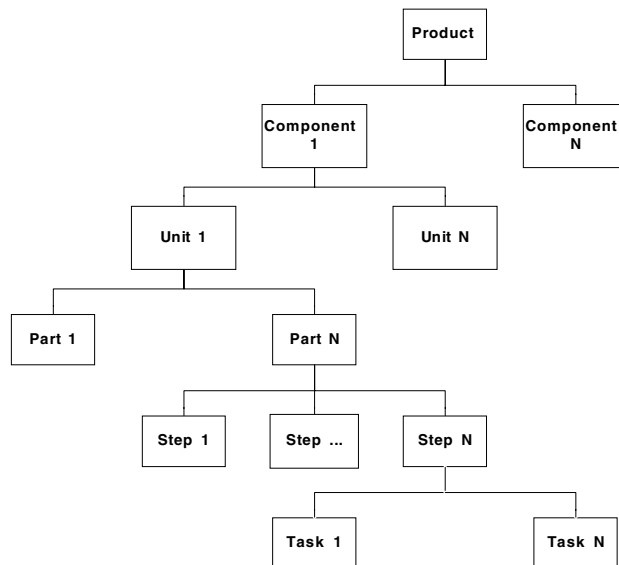 Product
Component
1
Component
N
Unit 1
Unit N
Part 1
Part N
Step 1
Step ...
Step N
Task 1
Task N